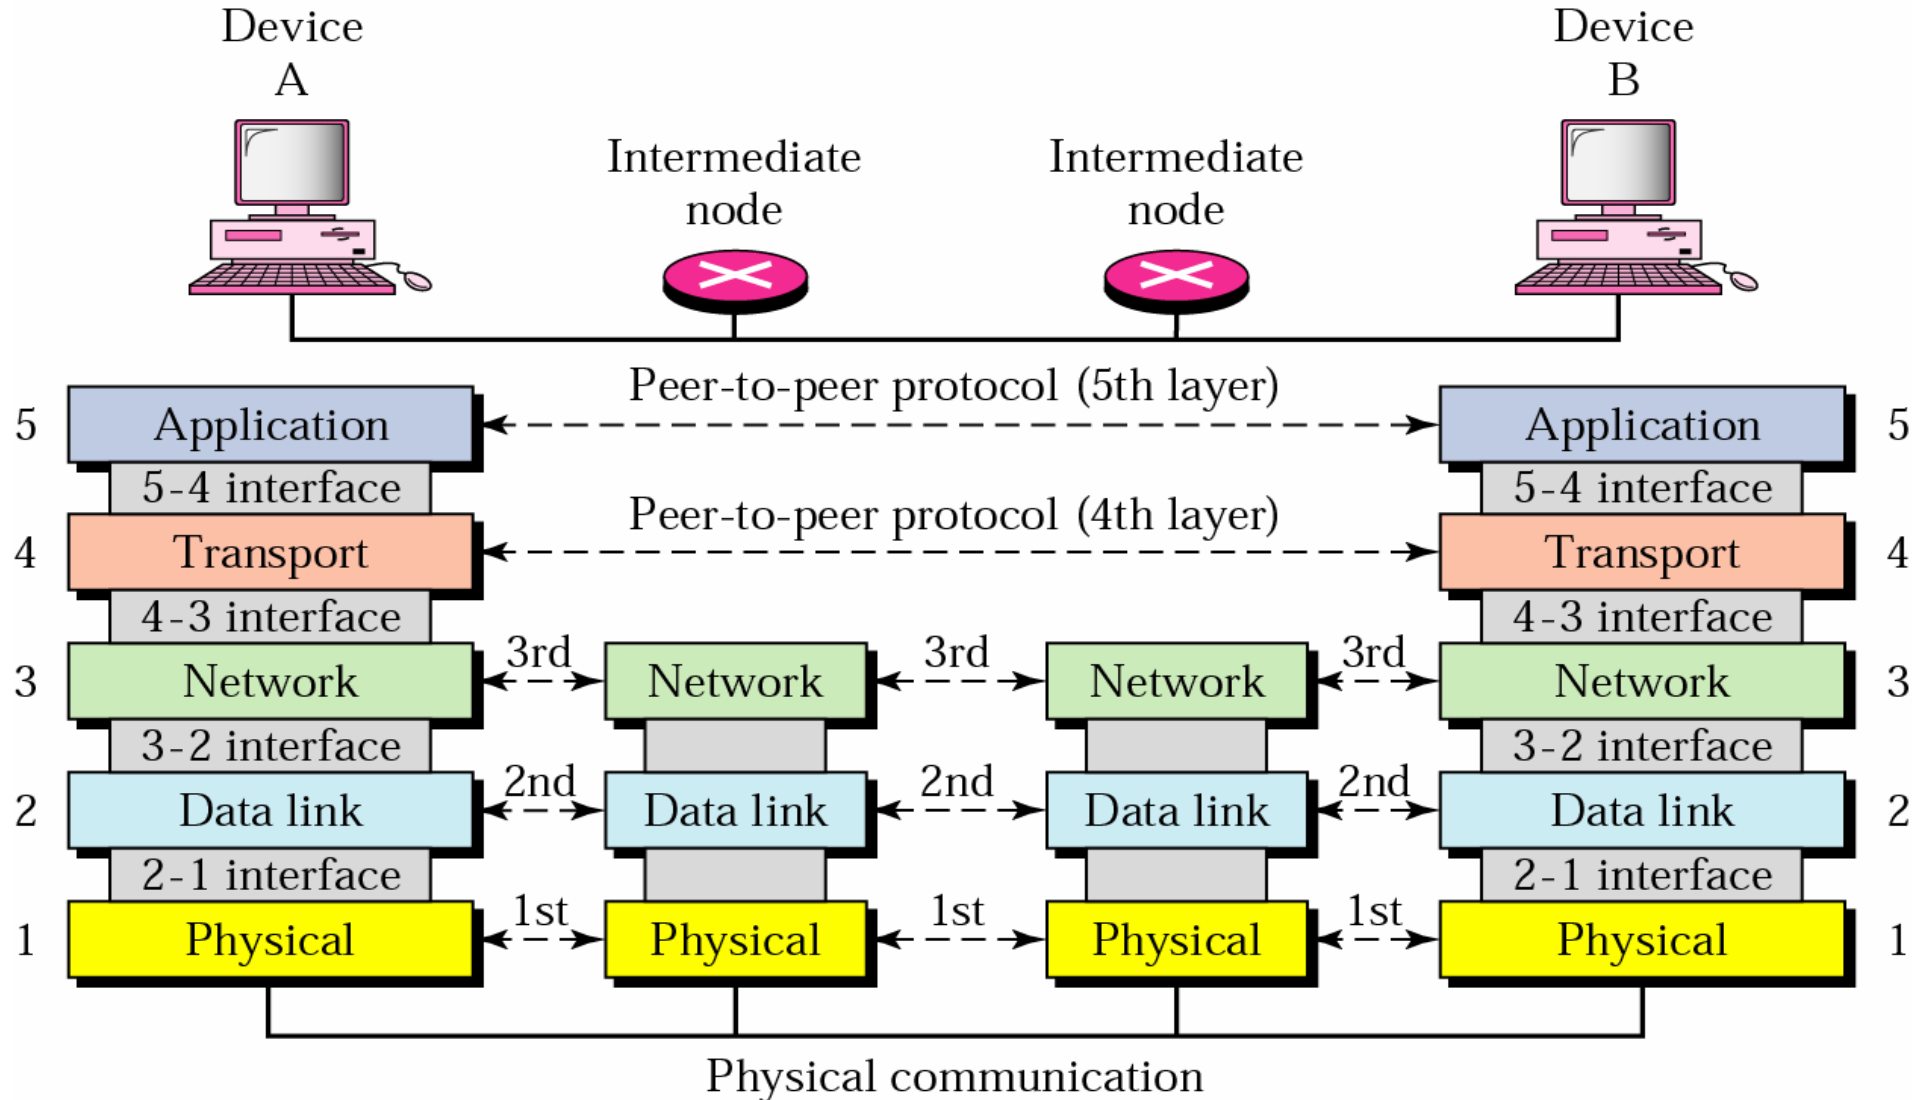 Device
A
Device
B
Intermediate
node
Intermediate
node
Peer-to-peer protocol (5th layer)
5 Application Application 5
5-4 interface 5-4 interface
Peer-to-peer protocol (4th layer)
4 Transport Transport 4
4-3 interface 4-3 interface
3rd 3rd 3rd
3 Network Network Network Network 3
3-2 interface 3-2 interface
2nd 2nd 2nd
2 Data link Data link Data link Data link 2
2-1 interface 2-1 interface
1st 1st 1st
1 Physical Physical Physical Physical 1
Physical communication